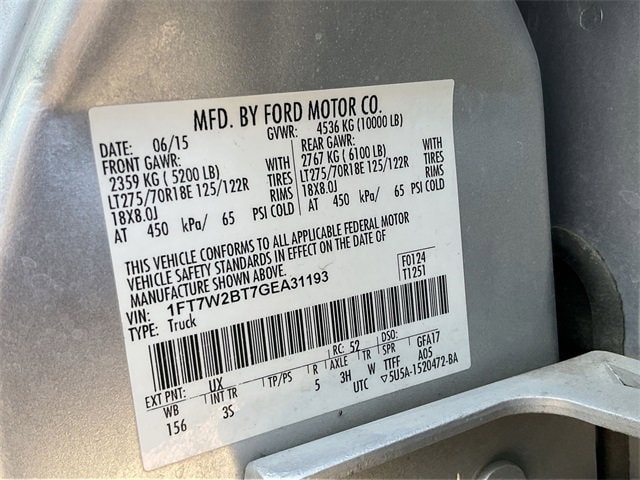 MFD. BY FORD MOTOR CO.
DATE: 06/15 GVWR: 4536 KG (10000 LB)
FRONT GAWR: REAR GAWR:
2359 KG ( 5200 LB) WITH 2767 KG ( 6100 LB) WITH
LT275/70R18E 125/122R TIRES LT275/70R18E 125/122R TIRES
18X8.0J RIMS 18X8.0J RIMS
AT 450 kPa/ 65 PSI COLD AT 450 kPa/ 65 PSI COLD
THIS VEHICLE CONFORMS TO ALL APPLICABLE FEDERAL MOTOR
VEHICLE SAFETY STANDARDS IN EFFECT ON THE DATE OF
MANUFACTURE SHOWN ABOVE. F0124
VIN: 1FT7W2BT7GEA31193 T1251
TYPE: Truck
EXT PNT: UX RC: 52 DSO:
WB INT TR TP/PS R AXLE TR SPR GFA17
156 3S 5 3H W TTFF A05
UTC ▽5U5A-1520472-BA